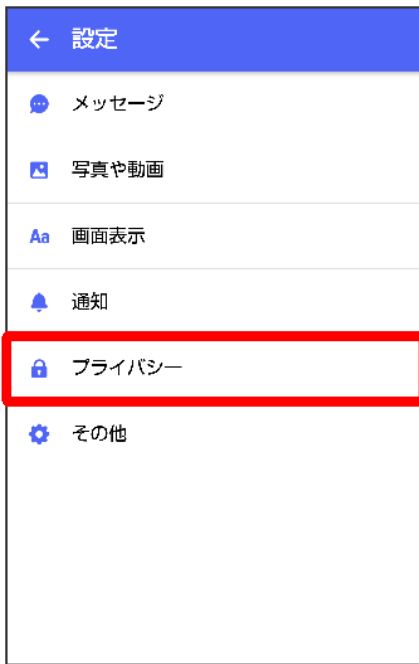 設定
メッセージ
写真や動画
Aa 画面表示
通知
プライバシー
その他